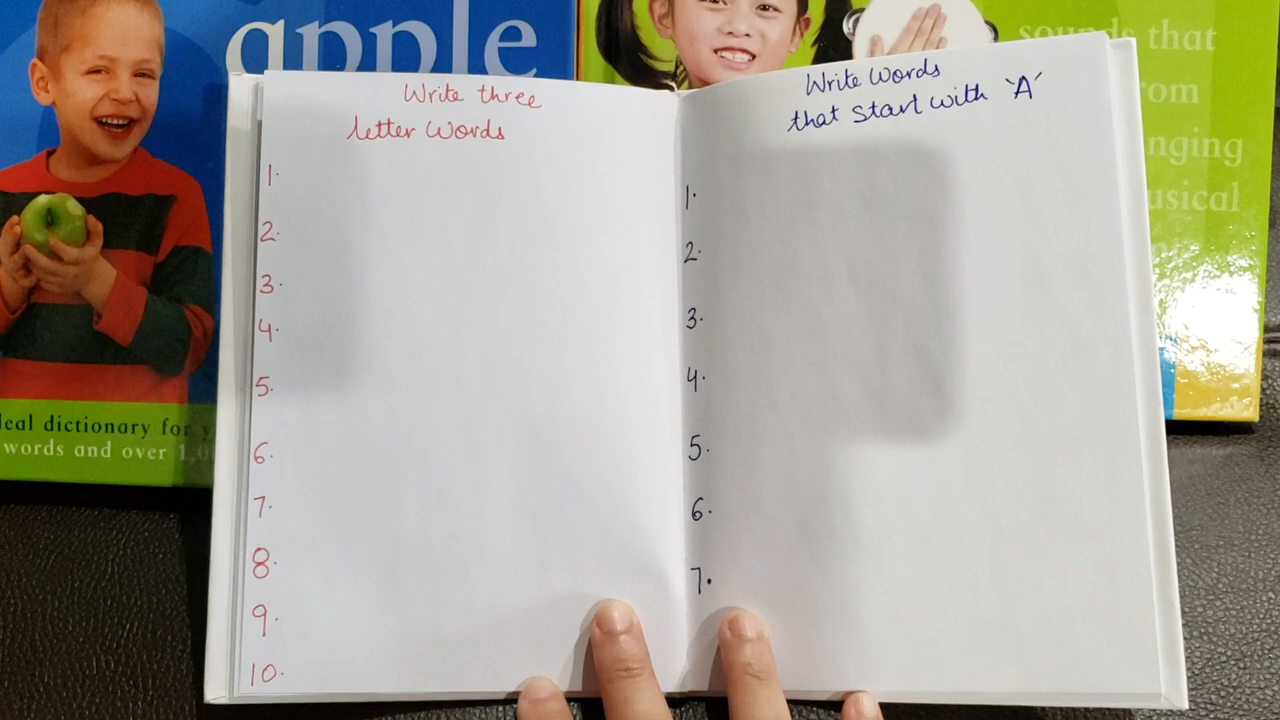 apple
sounds that
rom
nging
usical
Write three
letter Words
1.
2.
3.
4.
5.
6.
7.
8.
9.
10.
Write Words
that Start with 'A'
1.
2.
3.
4.
5.
6.
7.
deal dictionary for y
words and over 1,0